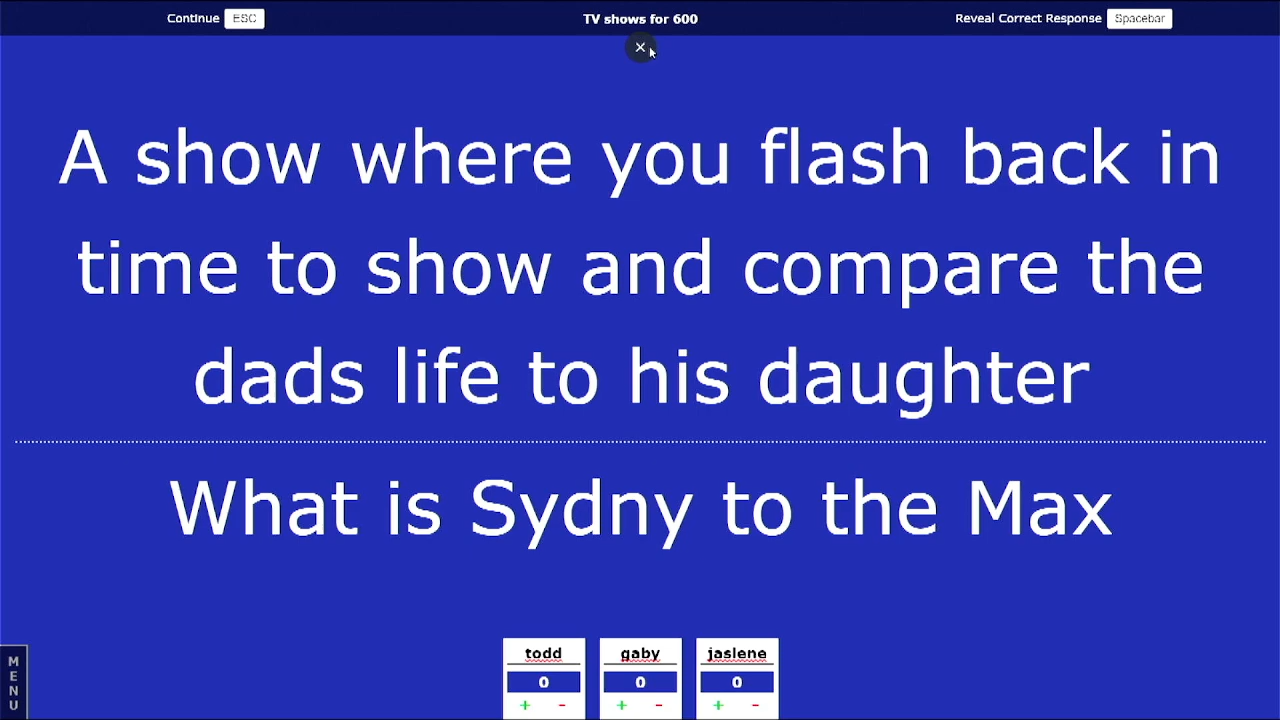 Continue ESC
TV shows for 600
Reveal Correct Response Spacebar
A show where you flash back in
time to show and compare the
dads life to his daughter
What is Sydny to the Max
MENU
todd gaby jaslene
0 0 0
+ - + - + -